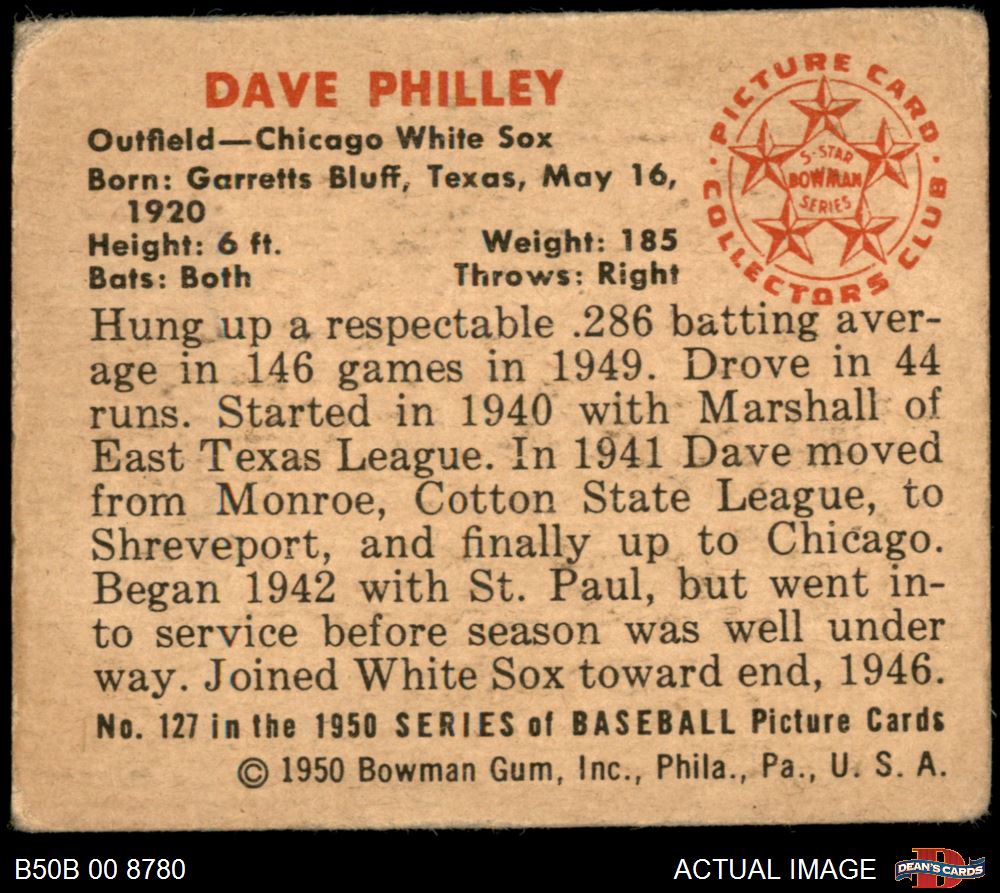 DAVE PHILLEY
Outfield—Chicago White Sox
Born: Garretts Bluff, Texas, May 16,
1920
Height: 6 ft. Weight: 185
Bats: Both Throws: Right
PICTURE CARD
COLLECTORS CLUB
5-STAR
BOWMAN
SERIES
Hung up a respectable .286 batting aver-
age in 146 games in 1949. Drove in 44
runs. Started in 1940 with Marshall of
East Texas League. In 1941 Dave moved
from Monroe, Cotton State League, to
Shreveport, and finally up to Chicago.
Began 1942 with St. Paul, but went in-
to service before season was well under
way. Joined White Sox toward end, 1946.
No. 127 in the 1950 SERIES of BASEBALL Picture Cards
© 1950 Bowman Gum, Inc., Phila., Pa., U. S. A.
B50B 00 8780
ACTUAL IMAGE
D
DEAN'S CARDS